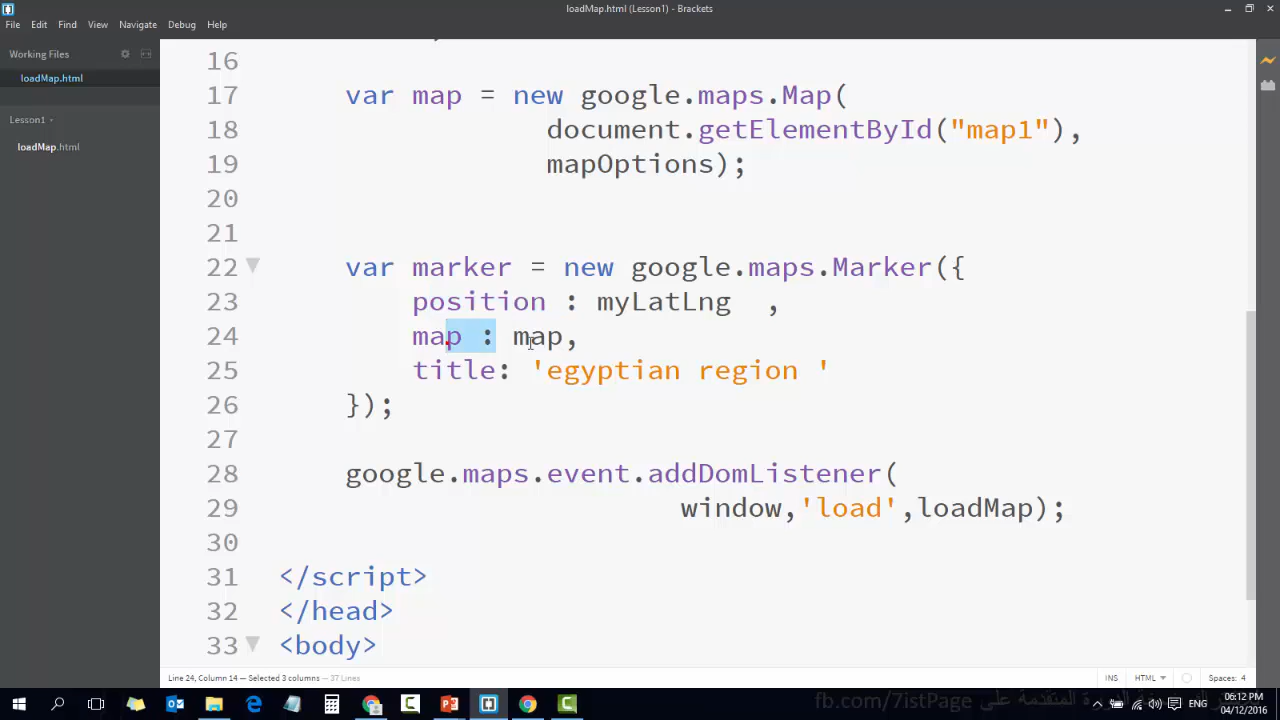 loadMap.html (Lesson1) - Brackets
File Edit Find View Navigate Debug Help
Working Files
loadMap.html
Lesson1
loadMap.html
16
17 var map = new google.maps.Map(
18 document.getElementById("map1"),
19 mapOptions);
20
21
22 var marker = new google.maps.Marker({
23 position : myLatLng ,
24 map : map,
25 title: 'egyptian region '
26 });
27
28 google.maps.event.addDomListener(
29 window,'load',loadMap);
30
31 </script>
32 </head>
33 <body>
Line 24, Column 14 — Selected 3 columns — 37 Lines
INS HTML Spaces: 4
fb.com/7istPage على
ENG
06:12 PM
04/12/2016